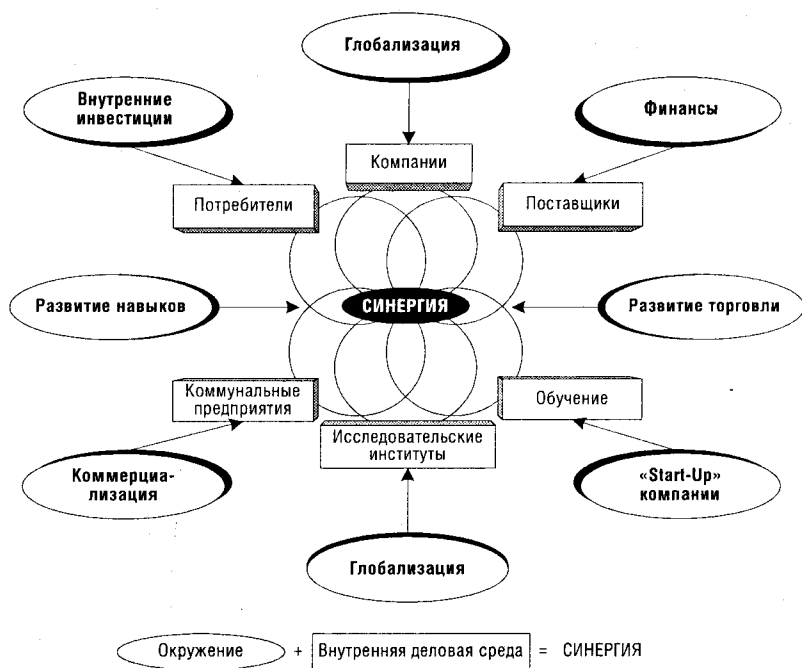 Глобализация
Внутренние
инвестиции
Финансы
Компании
Потребители
Поставщики
Развитие навыков
СИНЕРГИЯ
Развитие торговли
Коммунальные
предприятия
Обучение
Исследовательские
институты
Коммерциа-
лизация
«Start-Up»
компании
Глобализация
Окружение + Внутренняя деловая среда = СИНЕРГИЯ